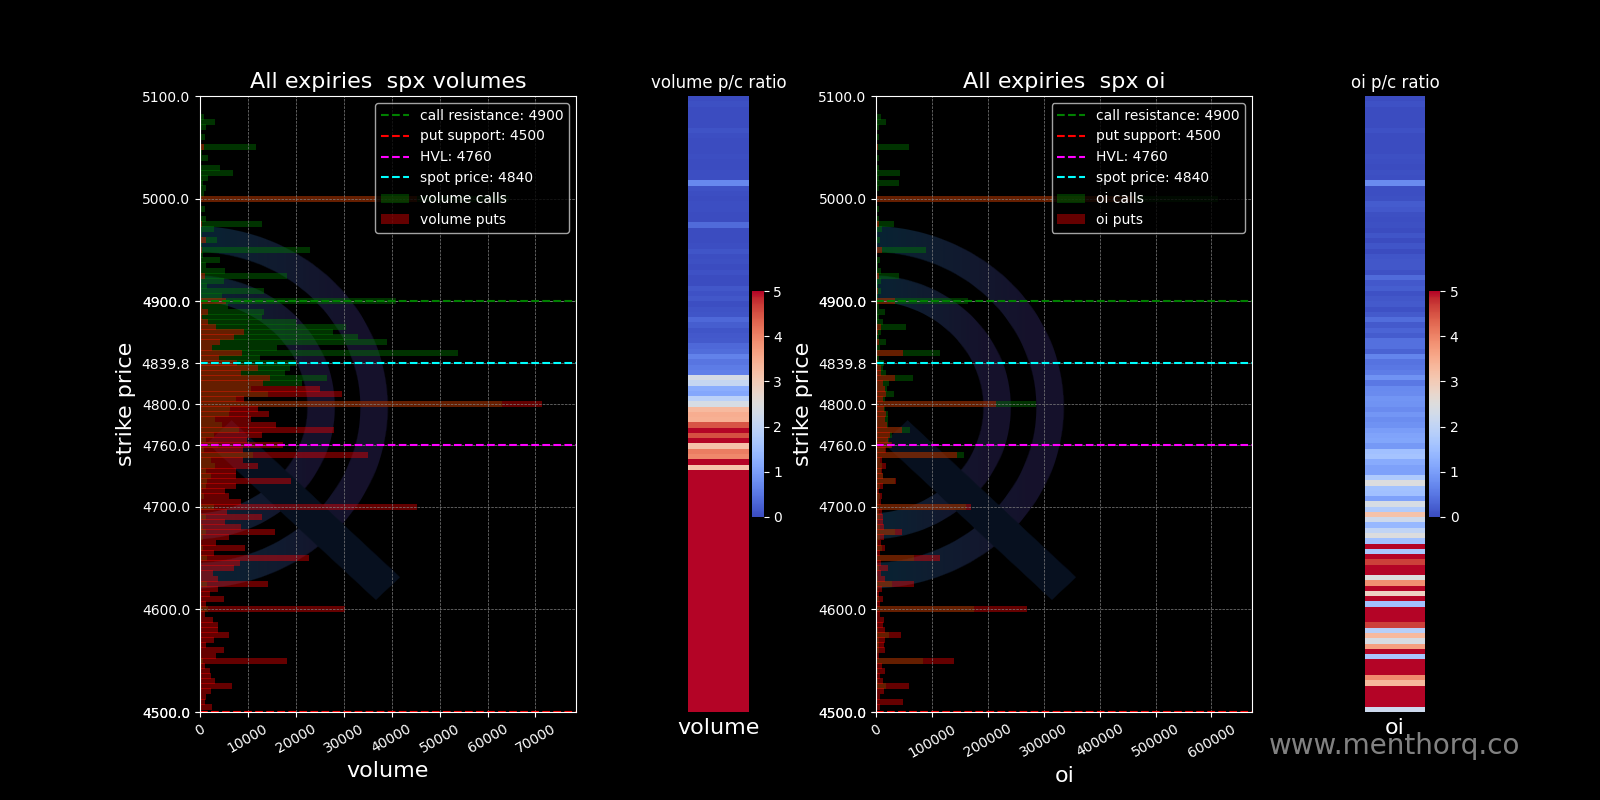 All expiries  spx volumes
volume p/c ratio
All expiries  spx oi
oi p/c ratio
5100.0
5000.0
4900.0
4839.8
4800.0
4760.0
4700.0
4600.0
4500.0
strike price
call resistance: 4900
put support: 4500
HVL: 4760
spot price: 4840
volume calls
volume puts
0
10000
20000
30000
40000
50000
60000
70000
volume
5
4
3
2
1
0
volume
5100.0
5000.0
4900.0
4839.8
4800.0
4760.0
4700.0
4600.0
4500.0
strike price
call resistance: 4900
put support: 4500
HVL: 4760
spot price: 4840
oi calls
oi puts
0
100000
200000
300000
400000
500000
600000
oi
5
4
3
2
1
0
oi
www.menthorq.co